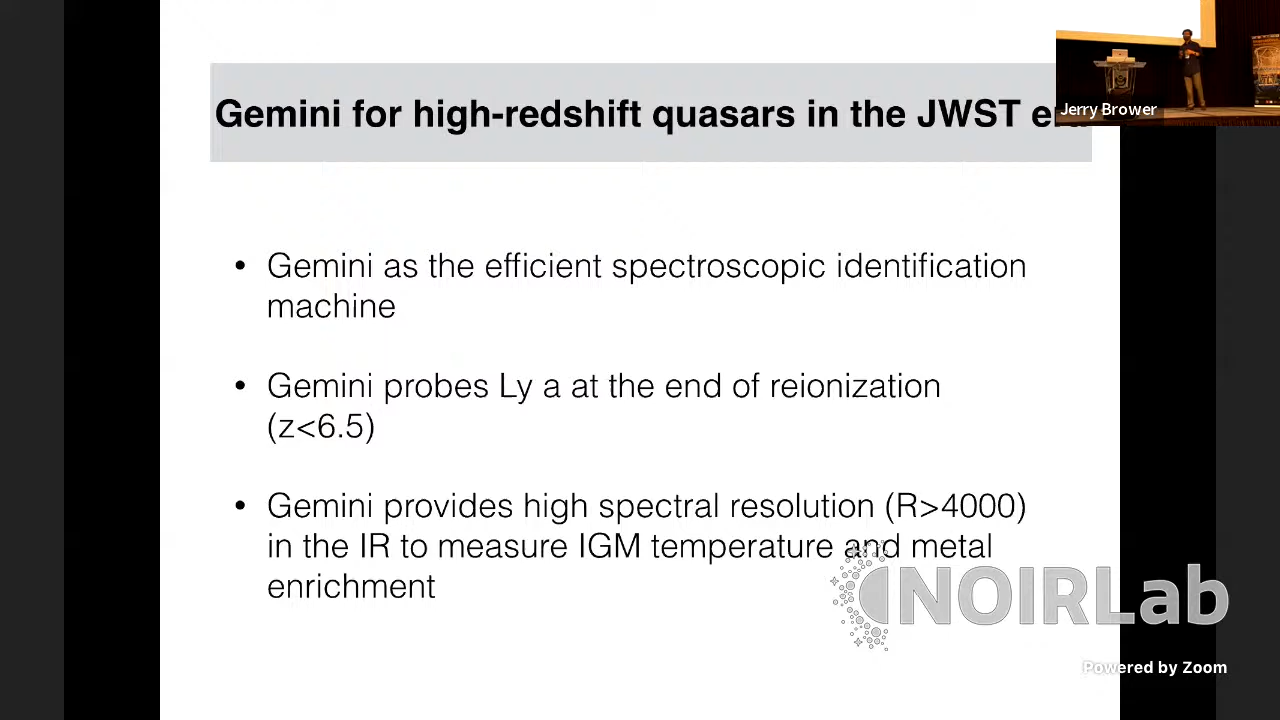 Gemini for high-redshift quasars in the JWST era
Jerry Brower
• Gemini as the efficient spectroscopic identification
machine
• Gemini probes Ly a at the end of reionization
(z<6.5)
• Gemini provides high spectral resolution (R>4000)
in the IR to measure IGM temperature and metal
enrichment
NOIRLab
Powered by Zoom